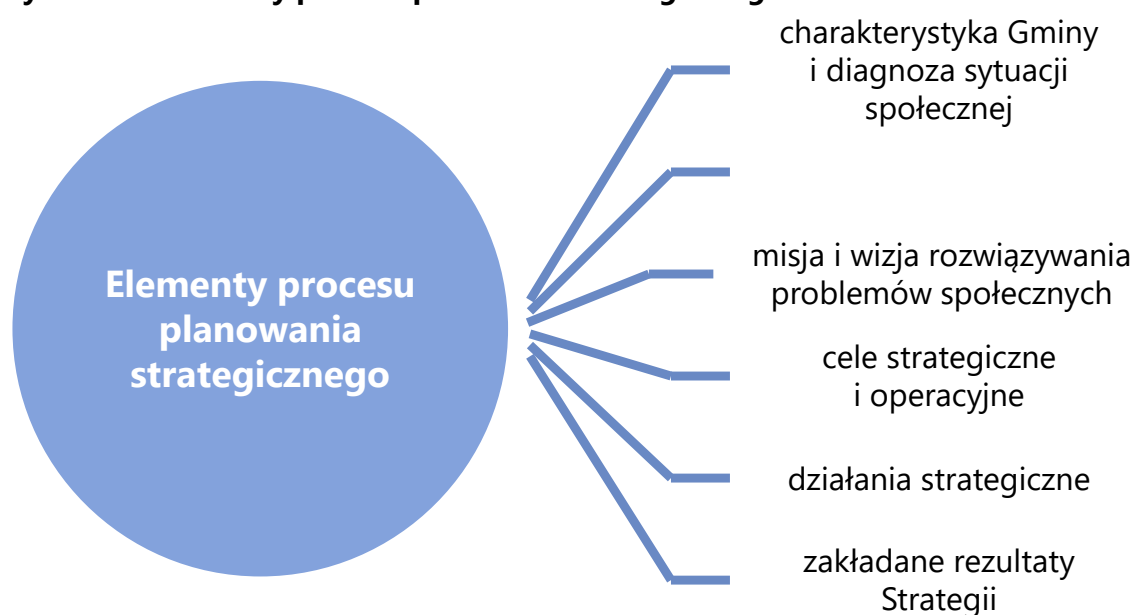 Elementy procesu
planowania
strategicznego
charakterystyka Gminy
i diagnoza sytuacji
społecznej
misja i wizja rozwiązywania
problemów społecznych
cele strategiczne
i operacyjne
działania strategiczne
zakładane rezultaty
Strategii